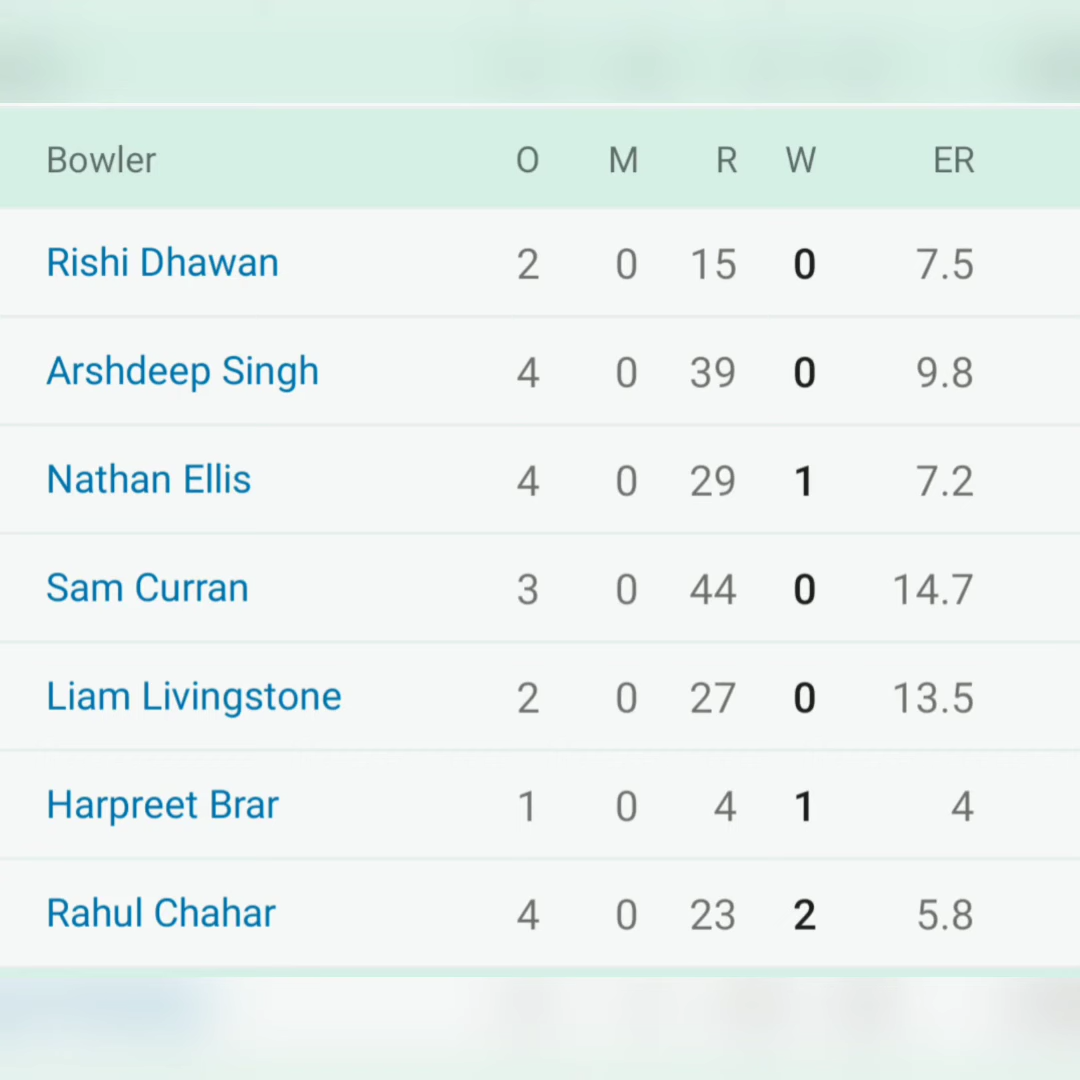 Bowler O M R W ER
Rishi Dhawan 2 0 15 0 7.5
Arshdeep Singh 4 0 39 0 9.8
Nathan Ellis 4 0 29 1 7.2
Sam Curran 3 0 44 0 14.7
Liam Livingstone 2 0 27 0 13.5
Harpreet Brar 1 0 4 1 4
Rahul Chahar 4 0 23 2 5.8